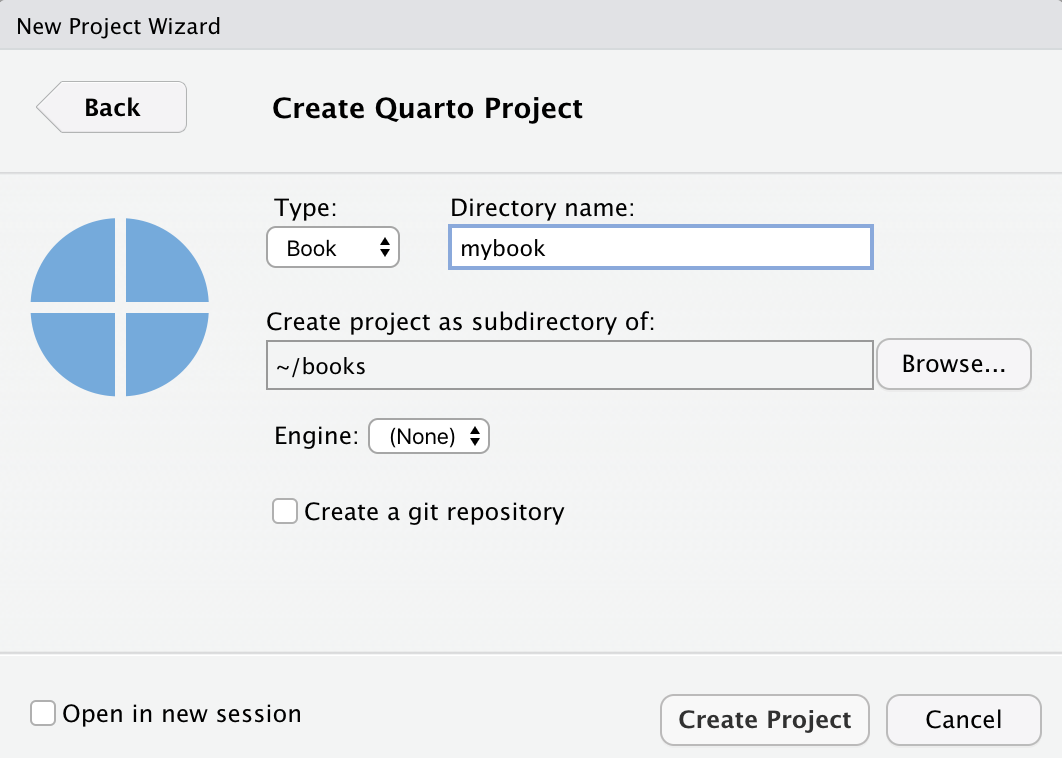 New Project Wizard
Back
Create Quarto Project
Type:
Directory name:
Book
mybook
Create project as subdirectory of:
~/books
Browse...
Engine:
(None)
Create a git repository
Open in new session
Create Project
Cancel